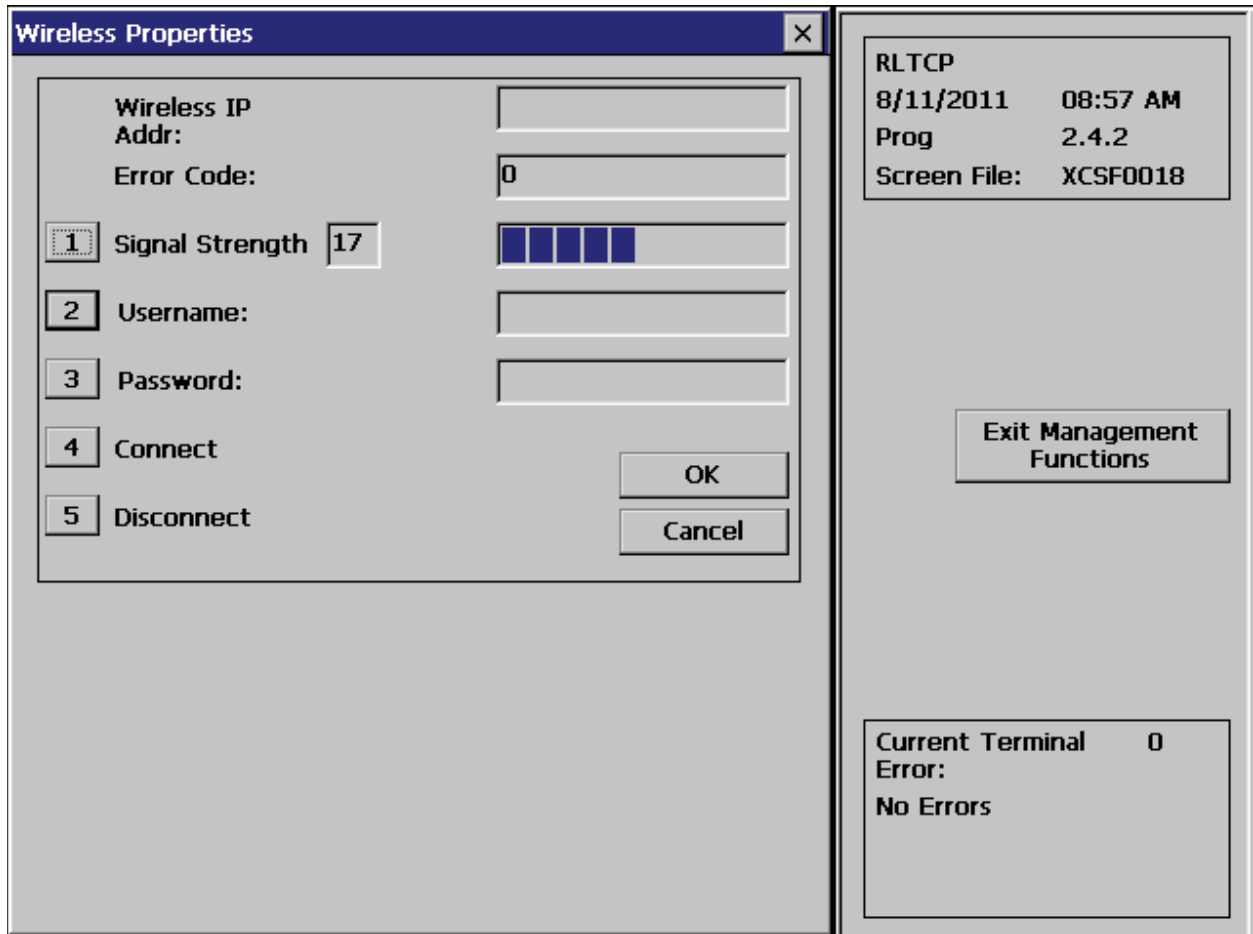 Wireless Properties
Wireless IP
Addr:
Error Code: 0
1 Signal Strength 17
2 Username:
3 Password:
4 Connect
5 Disconnect
OK
Cancel
RLTCP
8/11/2011 08:57 AM
Prog 2.4.2
Screen File: XCSF0018
Exit Management
Functions
Current Terminal 0
Error:
No Errors